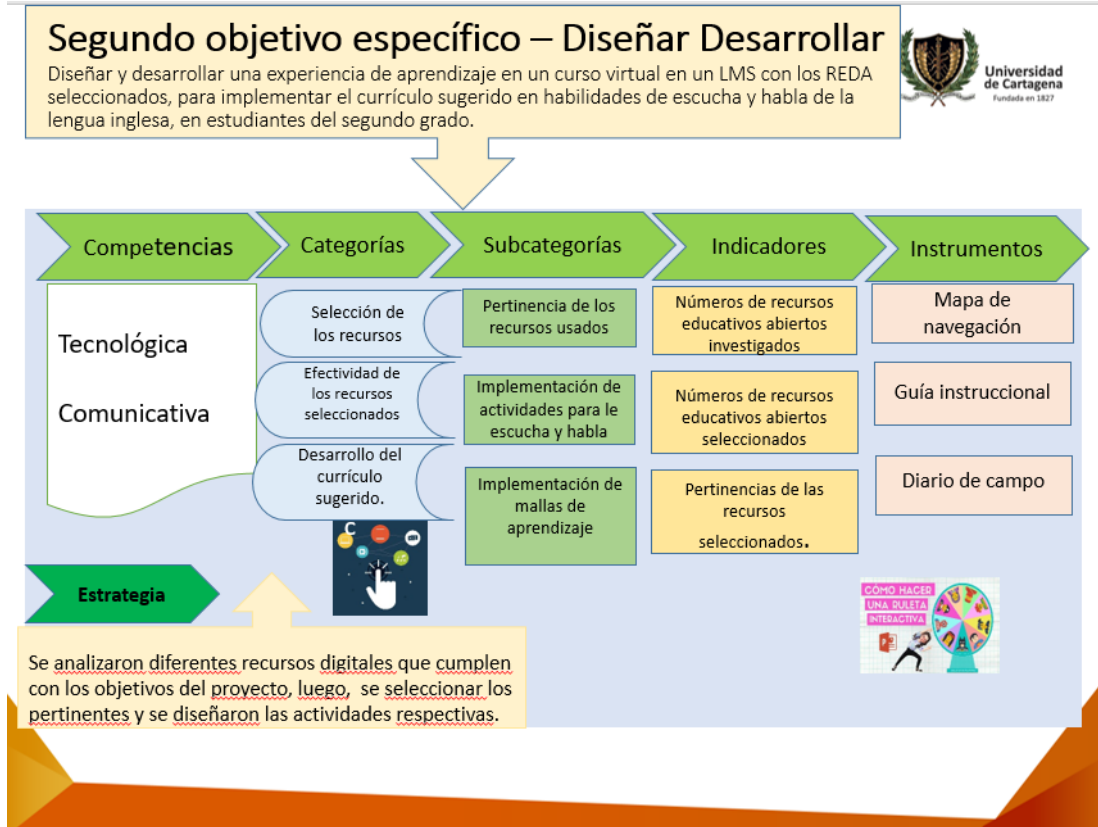 Segundo objetivo específico – Diseñar Desarrollar
Diseñar y desarrollar una experiencia de aprendizaje en un curso virtual en un LMS con los REDA
seleccionados, para implementar el currículo sugerido en habilidades de escucha y habla de la
lengua inglesa, en estudiantes del segundo grado.
Universidad
de Cartagena
Fundada en 1827
Competencias
Categorías
Subcategorías
Indicadores
Instrumentos
Tecnológica
Comunicativa
Selección de
los recursos
Efectividad de
los recursos
seleccionados
Desarrollo del
currículo
sugerido.
Pertinencia de los
recursos usados
Implementación de
actividades para le
escucha y habla
Implementación de
mallas de
aprendizaje
Números de recursos
educativos abiertos
investigados
Números de recursos
educativos abiertos
seleccionados
Pertinencias de las
recursos
seleccionados.
Mapa de
navegación
Guía instruccional
Diario de campo
C
Estrategia
CÓMO HACER
UNA RULETA
INTERACTIVA
P
Se analizaron diferentes recursos digitales que cumplen
con los objetivos del proyecto, luego, se seleccionar los
pertinentes y se diseñaron las actividades respectivas.